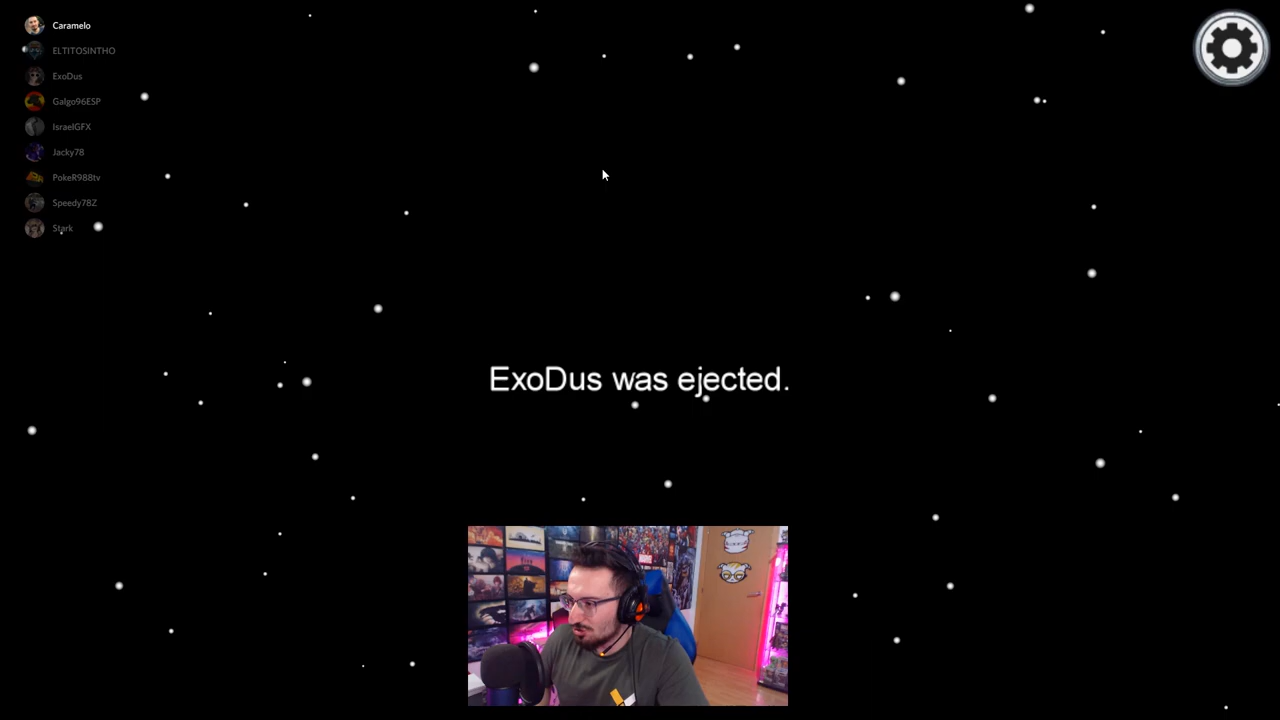 Caramelo
ELTITOSINTHO
ExoDus
Galgo96ESP
IsraelGFX
Jacky78
PokeR988tv
Speedy78Z
Stark
ExoDus was ejected.